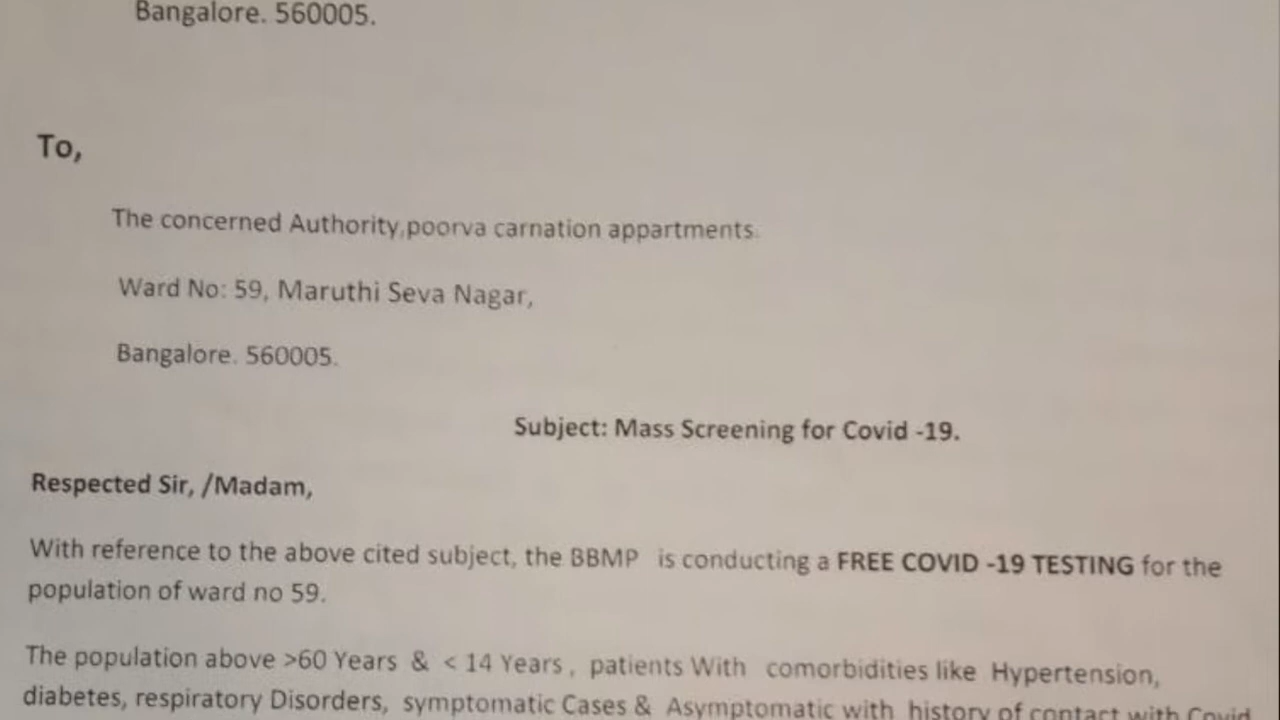 Bangalore. 560005.
To,
The concerned Authority,poorva carnation appartments.
Ward No: 59, Maruthi Seva Nagar,
Bangalore. 560005.
Subject: Mass Screening for Covid -19.
Respected Sir, /Madam,
With reference to the above cited subject, the BBMP is conducting a FREE COVID -19 TESTING for the
population of ward no 59.
The population above >60 Years & < 14 Years , patients With comorbidities like Hypertension,
diabetes, respiratory Disorders, symptomatic Cases & Asymptomatic with history of contact with Covid